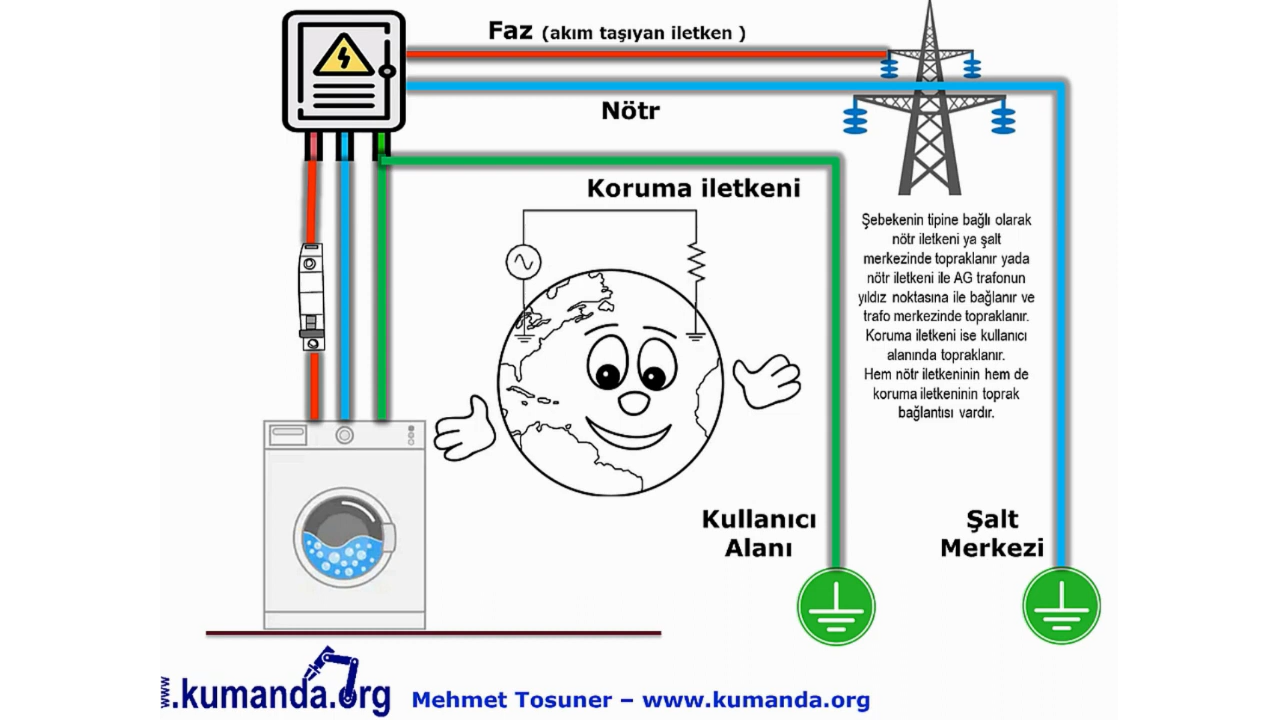 Faz (akım taşıyan iletken )
Nötr
Koruma iletkeni
Şebekenin tipine bağlı olarak
nötr iletkeni ya şalt
merkezinde topraklanır yada
nötr iletkeni ile AG trafonun
yıldız noktasına ile bağlanır ve
trafo merkezinde topraklanır.
Koruma iletkeni ise kullanıcı
alanında topraklanır.
Hem nötr iletkeninin hem de
koruma iletkeninin toprak
bağlantısı vardır.
Kullanıcı
Alanı
Şalt
Merkezi
www.kumanda.org
Mehmet Tosuner – www.kumanda.org